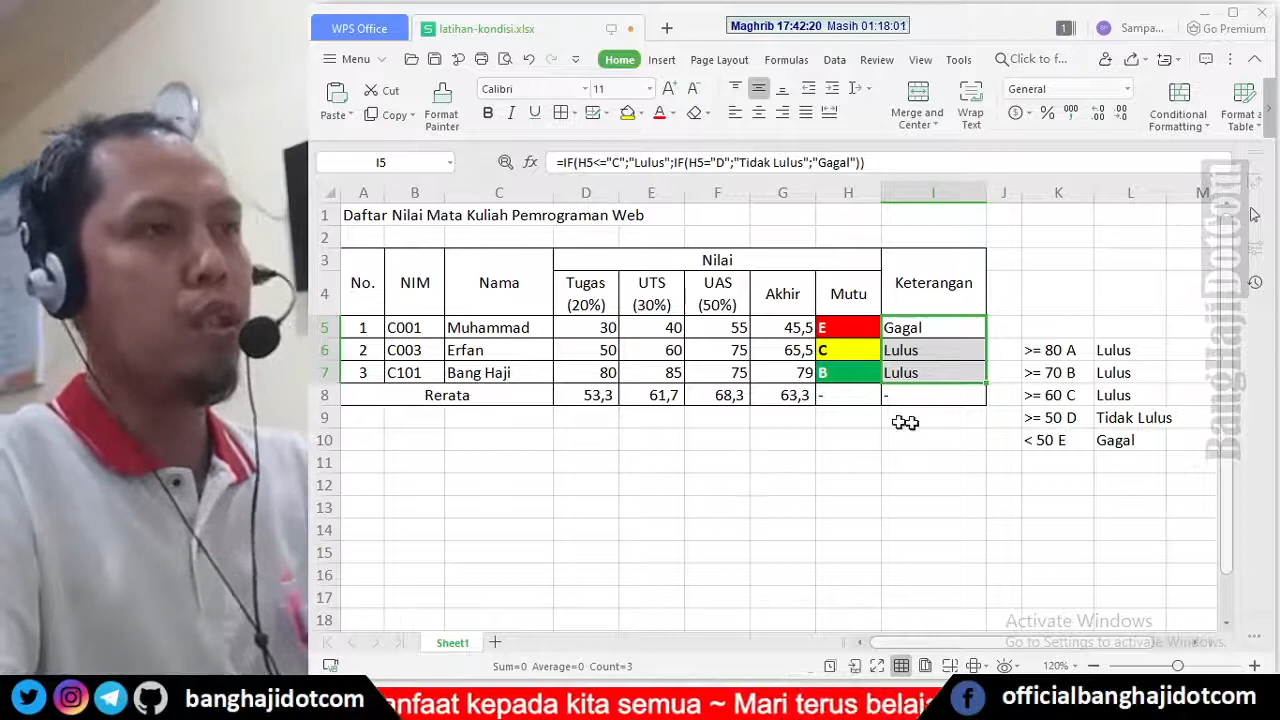 WPS Office
latihan-kondisi.xlsx
Maghrib 17:42:20 Masih 01:18:01
1
Sampa...
Go Premium
Menu
Home
Insert
Page Layout
Formulas
Data
Review
View
Tools
Click to f...
Paste
Cut
Copy
Format Painter
Calibri
11
B I U
Merge and Center
Wrap Text
General
Conditional Formatting
Format a
Table
I5
fx
=IF(H5<="C";"Lulus";IF(H5="D";"Tidak Lulus";"Gagal"))
A B C D E F G H I J K L M
1 Daftar Nilai Mata Kuliah Pemrograman Web
2
3 No. NIM Nama Nilai Keterangan
4 Tugas (20%) UTS (30%) UAS (50%) Akhir Mutu
5 1 C001 Muhammad 30 40 55 45,5 E Gagal
6 2 C003 Erfan 50 60 75 65,5 C Lulus >= 80 A Lulus
7 3 C101 Bang Haji 80 85 75 79 B Lulus >= 70 B Lulus
8 Rerata 53,3 61,7 68,3 63,3 - - >= 60 C Lulus
9 >= 50 D Tidak Lulus
10 < 50 E Gagal
11
12
13
14
15
16
17
18
BanghajiDotCom
Activate Windows
Go to Settings to activate Windows.
Sheet1
Sum=0 Average=0 Count=3
120%
banghajidotcom
anfaat kepada kita semua ~ Mari terus belaja
officialbanghajidotcom